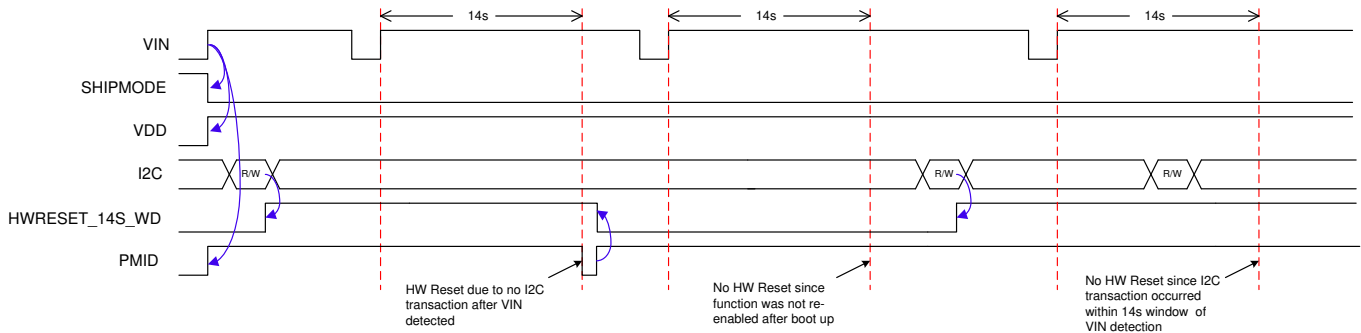 14s
14s
14s
VIN
SHIPMODE
VDD
I2C
R/W
R/W
R/W
HWRESET_14S_WD
PMID
HW Reset due to no I2C
transaction after VIN
detected
No HW Reset since
function was not re-
enabled after boot up
No HW Reset since I2C
transaction occurred
within 14s window of
VIN detection